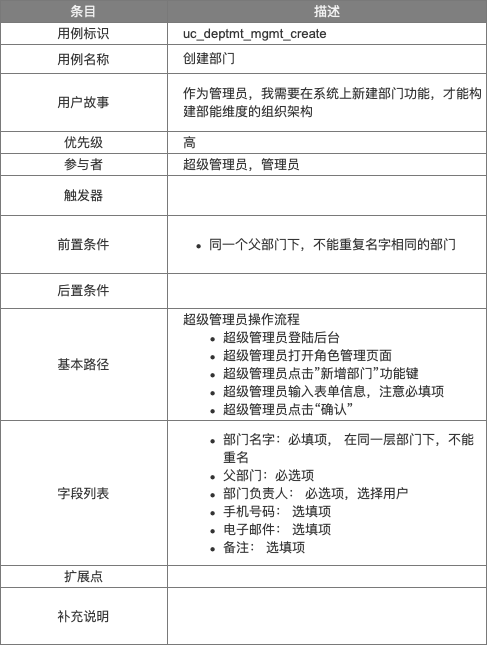 条目 描述
用例标识 uc_deptmt_mgmt_create
用例名称 创建部门
用户故事 作为管理员，我需要在系统上新建部门功能，才能构
建部能维度的组织架构
优先级 高
参与者 超级管理员，管理员
触发器
前置条件 • 同一个父部门下，不能重复名字相同的部门
后置条件
基本路径 超级管理员操作流程
• 超级管理员登陆后台
• 超级管理员打开角色管理页面
• 超级管理员点击”新增部门”功能键
• 超级管理员输入表单信息，注意必填项
• 超级管理员点击“确认”
字段列表 • 部门名字：必填项， 在同一层部门下，不能
重名
• 父部门：必选项
• 部门负责人： 必选项，选择用户
• 手机号码： 选填项
• 电子邮件： 选填项
• 备注： 选填项
扩展点
补充说明